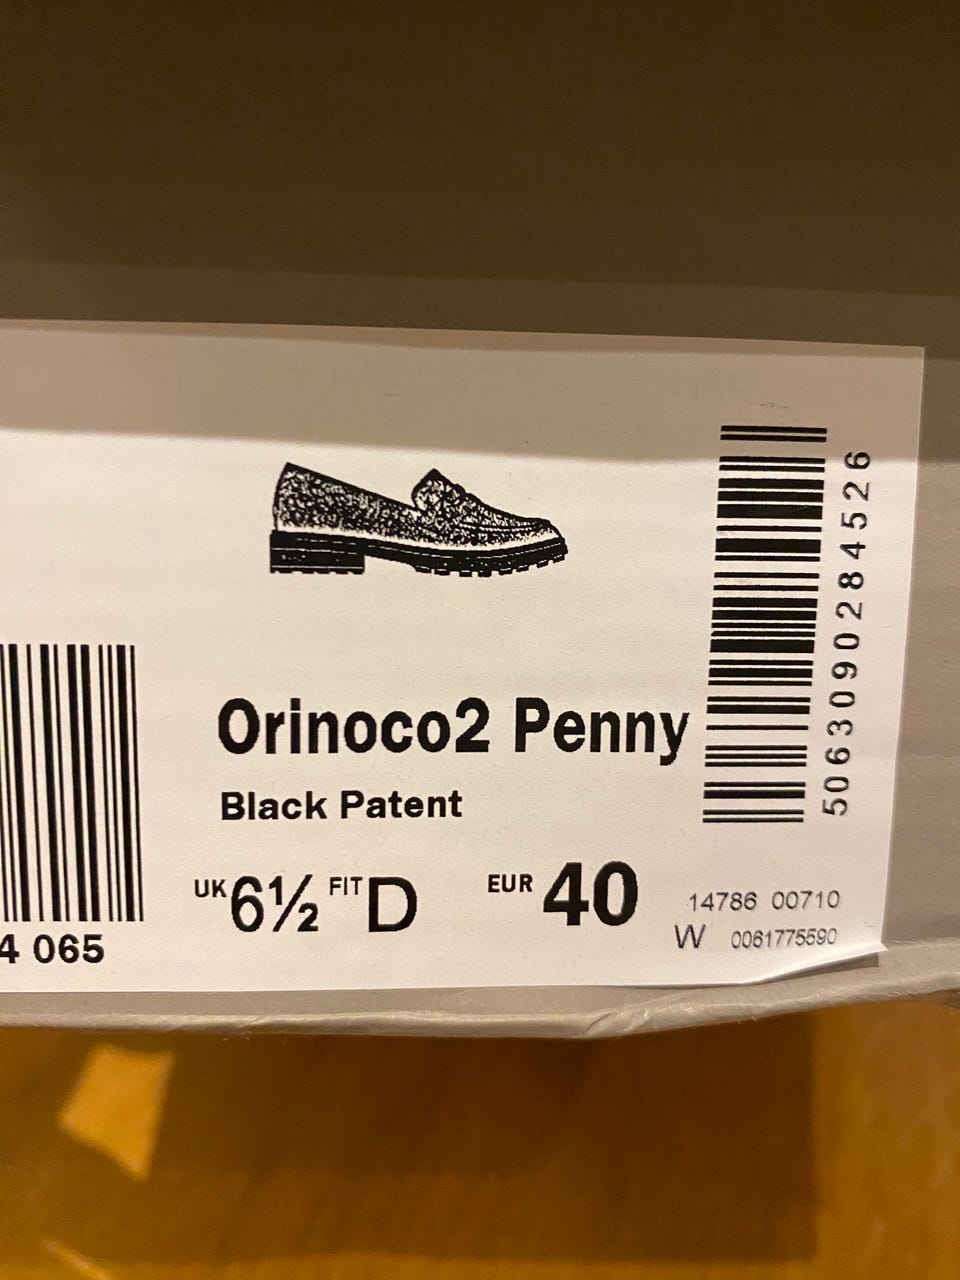 Orinoco2 Penny
Black Patent
UK 6½ FIT D EUR 40
4 065
14786 00710
W 0061775590
5063090284526